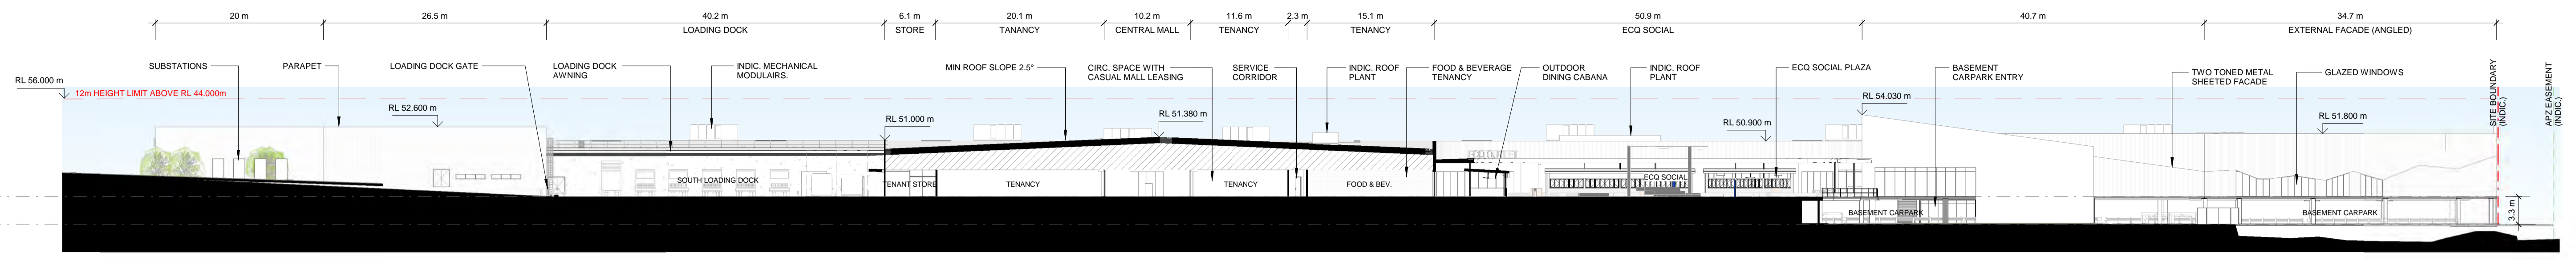 20 m
26.5 m
40.2 m
6.1 m
20.1 m
10.2 m
11.6 m
2.3 m
15.1 m
50.9 m
40.7 m
34.7 m
LOADING DOCK
STORE
TANANCY
CENTRAL MALL
TENANCY
TENANCY
ECQ SOCIAL
EXTERNAL FACADE (ANGLED)
SUBSTATIONS
PARAPET
LOADING DOCK GATE
LOADING DOCK
AWNING
INDIC. MECHANICAL
MODULAIRS.
MIN ROOF SLOPE 2.5°
CIRC. SPACE WITH
CASUAL MALL LEASING
SERVICE
CORRIDOR
INDIC. ROOF
PLANT
FOOD & BEVERAGE
TENANCY
OUTDOOR
DINING CABANA
INDIC. ROOF
PLANT
ECQ SOCIAL PLAZA
BASEMENT
CARPARK ENTRY
TWO TONED METAL
SHEETED FACADE
GLAZED WINDOWS
SITE BOUNDARY
(INDIC.)
APZ EASEMENT
(INDIC.)
RL 56.000 m
12m HEIGHT LIMIT ABOVE RL 44.000m
RL 52.600 m
RL 51.000 m
RL 51.380 m
RL 50.900 m
RL 54.030 m
RL 51.800 m
SOUTH LOADING DOCK
TENANT STORE
TENANCY
TENANCY
FOOD & BEV.
ECQ SOCIAL
BASEMENT CARPARK
BASEMENT CARPARK
3.3 m